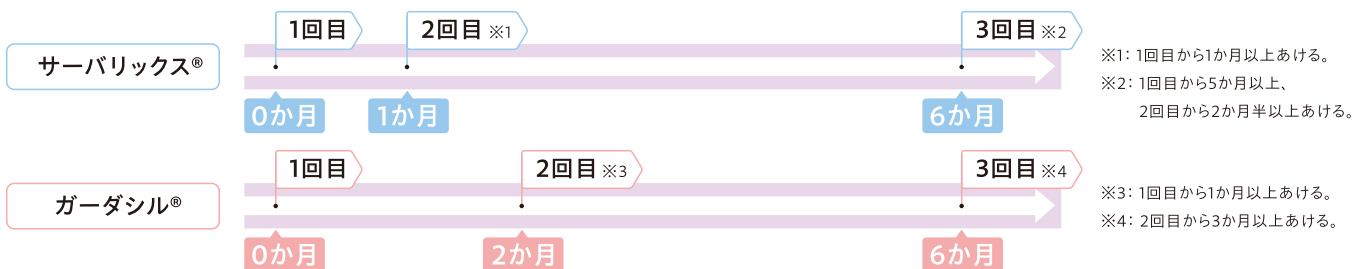 1回目
2回目 ※1
3回目 ※2
サーバリックス®
0か月
1か月
6か月
※1： 1回目から1か月以上あける。
※2： 1回目から5か月以上、
2回目から2か月半以上あける。
1回目
2回目 ※3
3回目 ※4
ガーダシル®
0か月
2か月
6か月
※3： 1回目から1か月以上あける。
※4： 2回目から3か月以上あける。